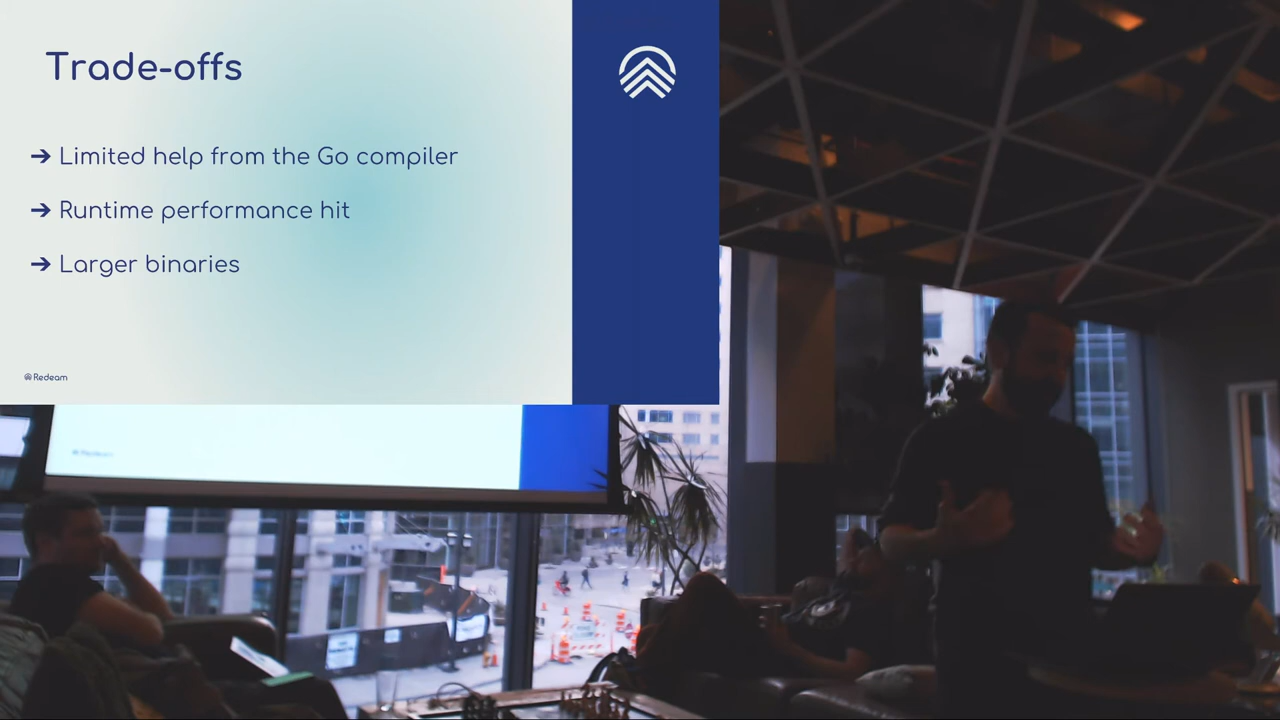 Trade-offs
➔ Limited help from the Go compiler
➔ Runtime performance hit
➔ Larger binaries
Redeam